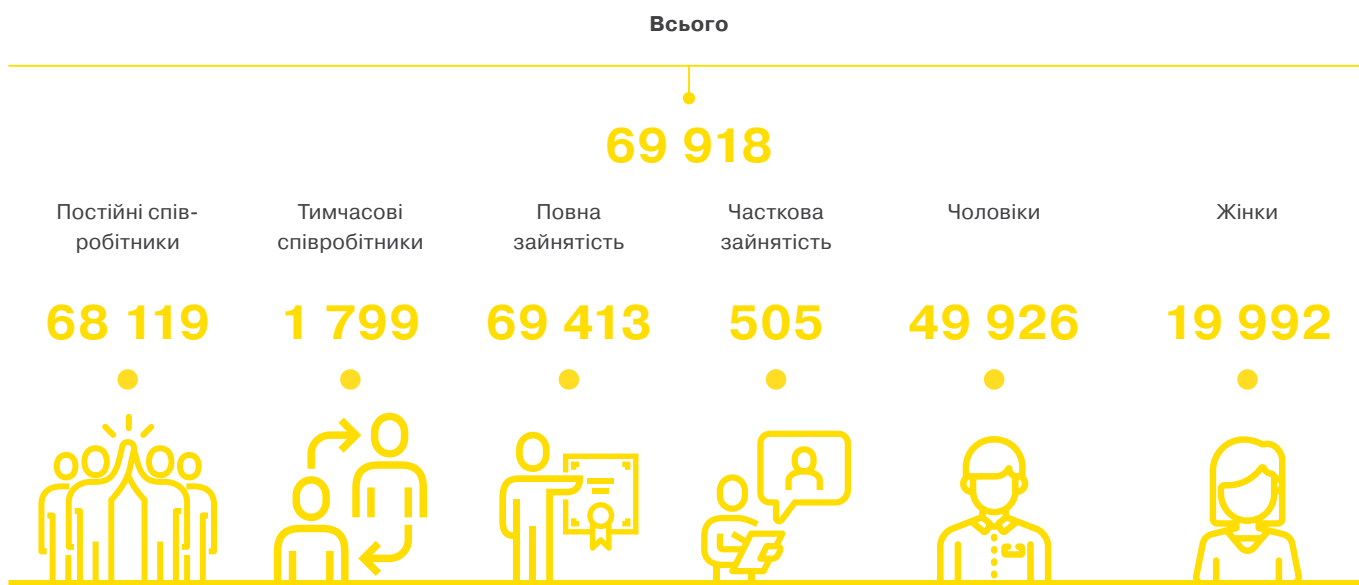 Всього
69 918
Постійні спів-
робітники
Тимчасові
співробітники
Повна
зайнятість
Часткова
зайнятість
Чоловіки
Жінки
68 119
1 799
69 413
505
49 926
19 992